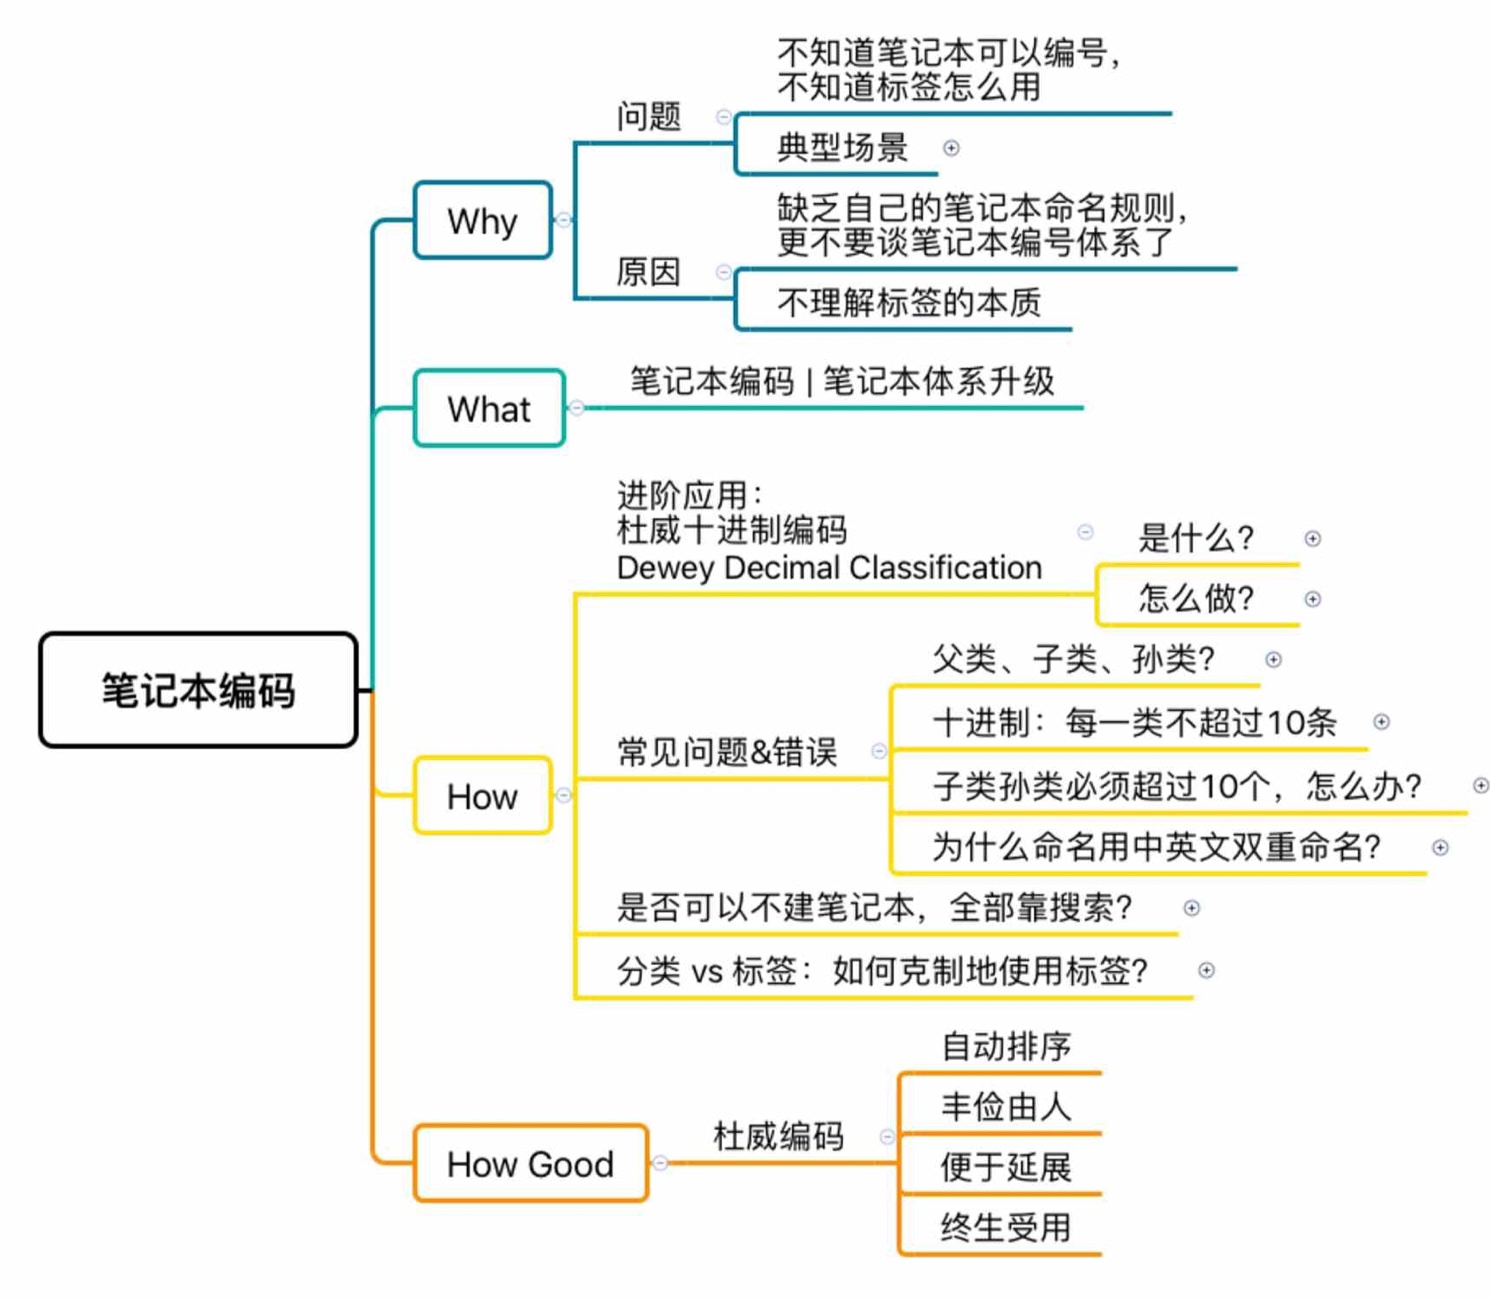 笔记本编码
Why
问题
不知道笔记本可以编号，
不知道标签怎么用
典型场景
原因
缺乏自己的笔记本命名规则，
更不要谈笔记本编号体系了
不理解标签的本质
What
笔记本编码 | 笔记本体系升级
How
进阶应用：
杜威十进制编码
Dewey Decimal Classification
是什么？
怎么做？
常见问题&错误
父类、子类、孙类？
十进制：每一类不超过10条
子类孙类必须超过10个，怎么办？
为什么命名用中英文双重命名？
是否可以不建笔记本，全部靠搜索？
分类 vs 标签：如何克制地使用标签？
How Good
杜威编码
自动排序
丰俭由人
便于延展
终生受用